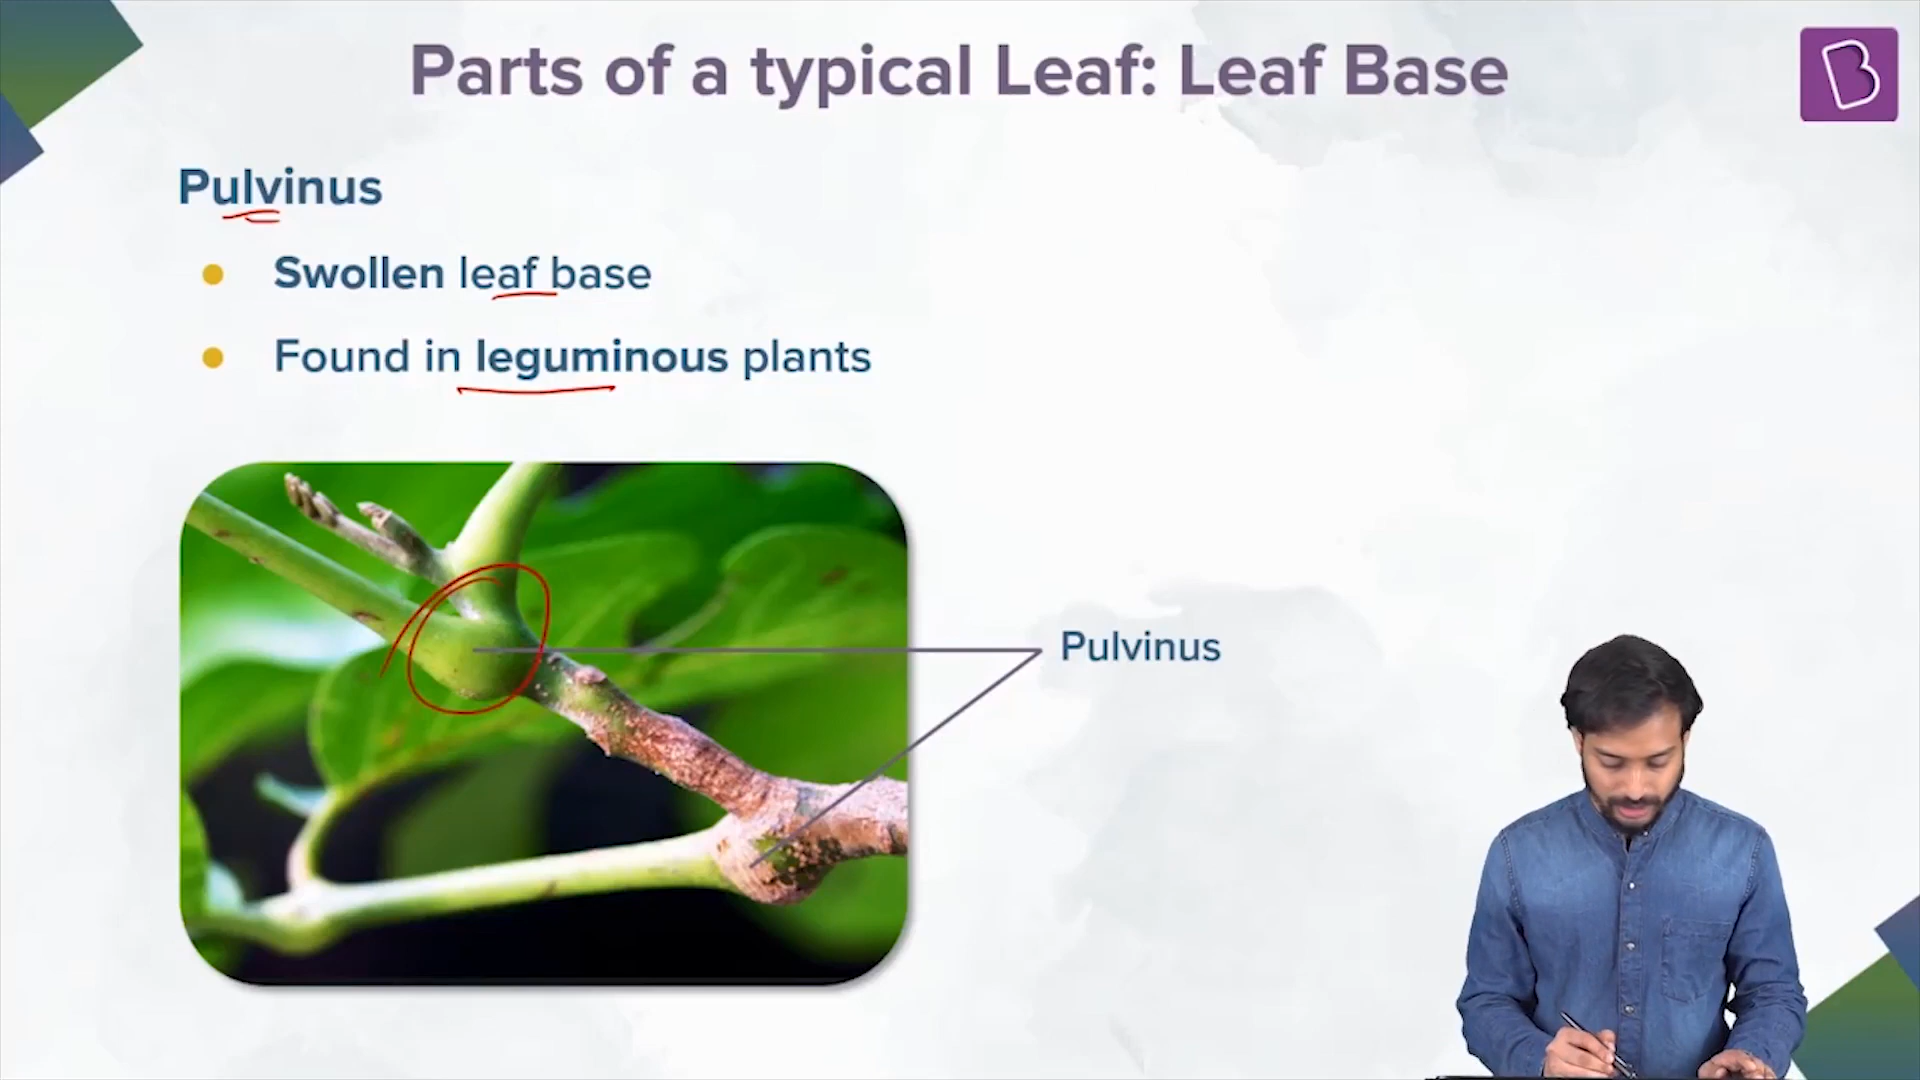 Parts of a typical Leaf: Leaf Base
B
Pulvinus
Swollen leaf base
Found in leguminous plants
Pulvinus